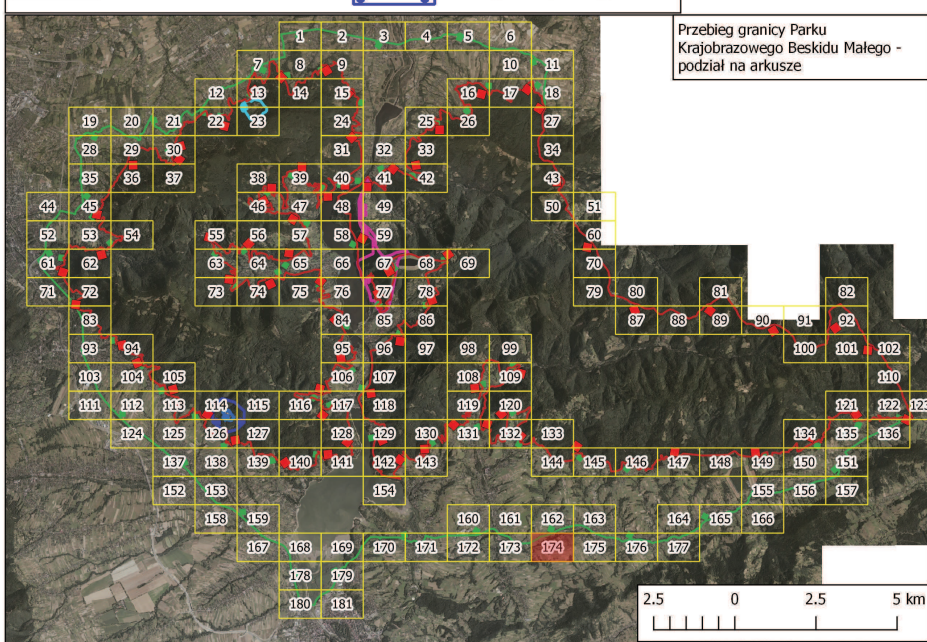 Przebieg granicy Parku
Krajobrazowego Beskidu Małego -
podział na arkusze
1 2 3 4 5 6
7 8 9 10 11
12 13 14 15 16 17 18
19 20 21 22 23 24 25 26 27
28 29 30 31 32 33 34
35 36 37 38 39 40 41 42 43
44 45 46 47 48 49 50 51
52 53 54 55 56 57 58 59 60
61 62 63 64 65 66 67 68 69 70
71 72 73 74 75 76 77 78 79 80 81 82
83 84 85 86 87 88 89 90 91 92
93 94 95 96 97 98 99 100 101 102
103 104 105 106 107 108 109 110
111 112 113 114 115 116 117 118 119 120 121 122 123
124 125 126 127 128 129 130 131 132 133 134 135 136
137 138 139 140 141 142 143 144 145 146 147 148 149 150 151
152 153 154 155 156 157
158 159 160 161 162 163 164 165 166
167 168 169 170 171 172 173 174 175 176 177
178 179
180 181
2.5 0 2.5 5 km